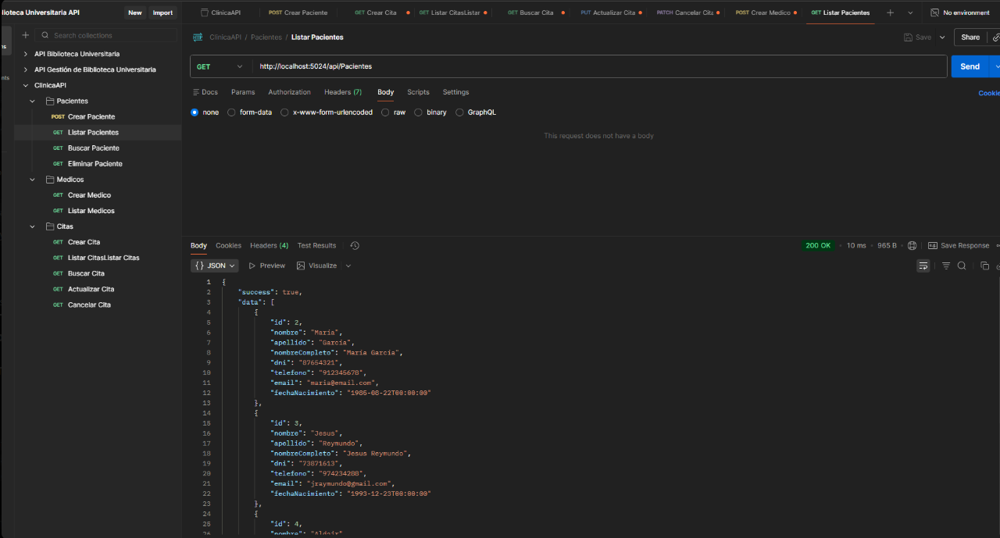 blioteca Universitaria API New Import
ClinicaAPI POST Crear Paciente GET Crear Cita GET Listar CitasListar GET Buscar Cita PUT Actualizar Cita PATCH Cancelar Cita POST Crear Medico GET Listar Pacientes No environment
Search collections
ClinicaAPI / Pacientes / Listar Pacientes Save Share
API Biblioteca Universitaria
API Gestión de Biblioteca Universitaria
ClinicaAPI
Pacientes
POST Crear Paciente
GET Listar Pacientes
GET Buscar Paciente
GET Eliminar Paciente
Medicos
GET Crear Medico
GET Listar Medicos
Citas
GET Crear Cita
GET Listar CitasListar Citas
GET Buscar Cita
GET Actualizar Cita
GET Cancelar Cita
GET http://localhost:5024/api/Pacientes Send
Docs Params Authorization Headers (7) Body Scripts Settings Cookie
none form-data x-www-form-urlencoded raw binary GraphQL
This request does not have a body
Body Cookies Headers (4) Test Results 200 OK 10 ms 965 B Save Response
{ } JSON Preview Visualize
1 {
2 "success": true,
3 "data": [
4 {
5 "id": 2,
6 "nombre": "Maria",
7 "apellido": "Garcia",
8 "nombreCompleto": "Maria Garcia",
9 "dni": "87654321",
10 "telefono": "912345678",
11 "email": "maria@email.com",
12 "fechaNacimiento": "1985-08-22T00:00:00"
13 },
14 {
15 "id": 3,
16 "nombre": "Jesus",
17 "apellido": "Reymundo",
18 "nombreCompleto": "Jesus Reymundo",
19 "dni": "73871613",
20 "telefono": "974234288",
21 "email": "jraymundo@gmail.com",
22 "fechaNacimiento": "1993-12-23T00:00:00"
23 },
24 {
25 "id": 4,
26 "nombre": "Aldair",